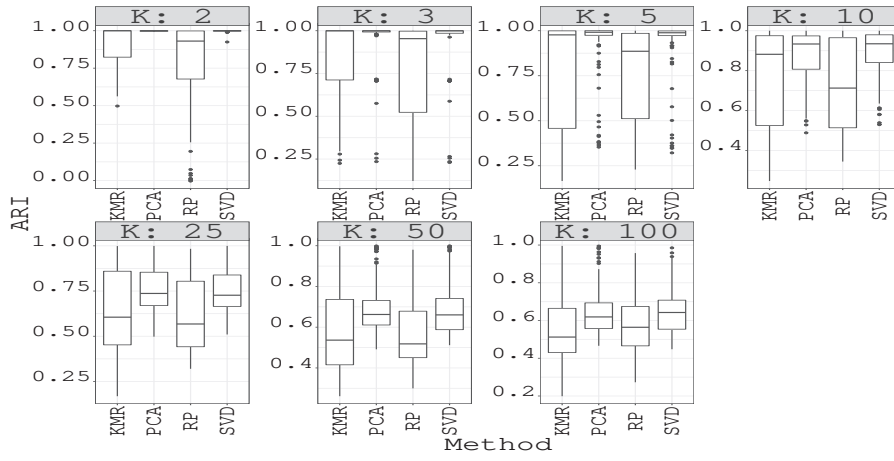 K: 2
K: 3
K: 5
K: 10
1.00
0.75
0.50
0.25
0.00
1.00
0.75
0.50
0.25
1.00
0.75
0.50
0.25
1.0
0.8
0.6
0.4
KMR
PCA
RP
SVD
KMR
PCA
RP
SVD
KMR
PCA
RP
SVD
KMR
PCA
RP
SVD
ARI
K: 25
K: 50
K: 100
1.00
0.75
0.50
0.25
1.0
0.8
0.6
0.4
1.0
0.8
0.6
0.4
0.2
KMR
PCA
RP
SVD
KMR
PCA
RP
SVD
KMR
PCA
RP
SVD
Method